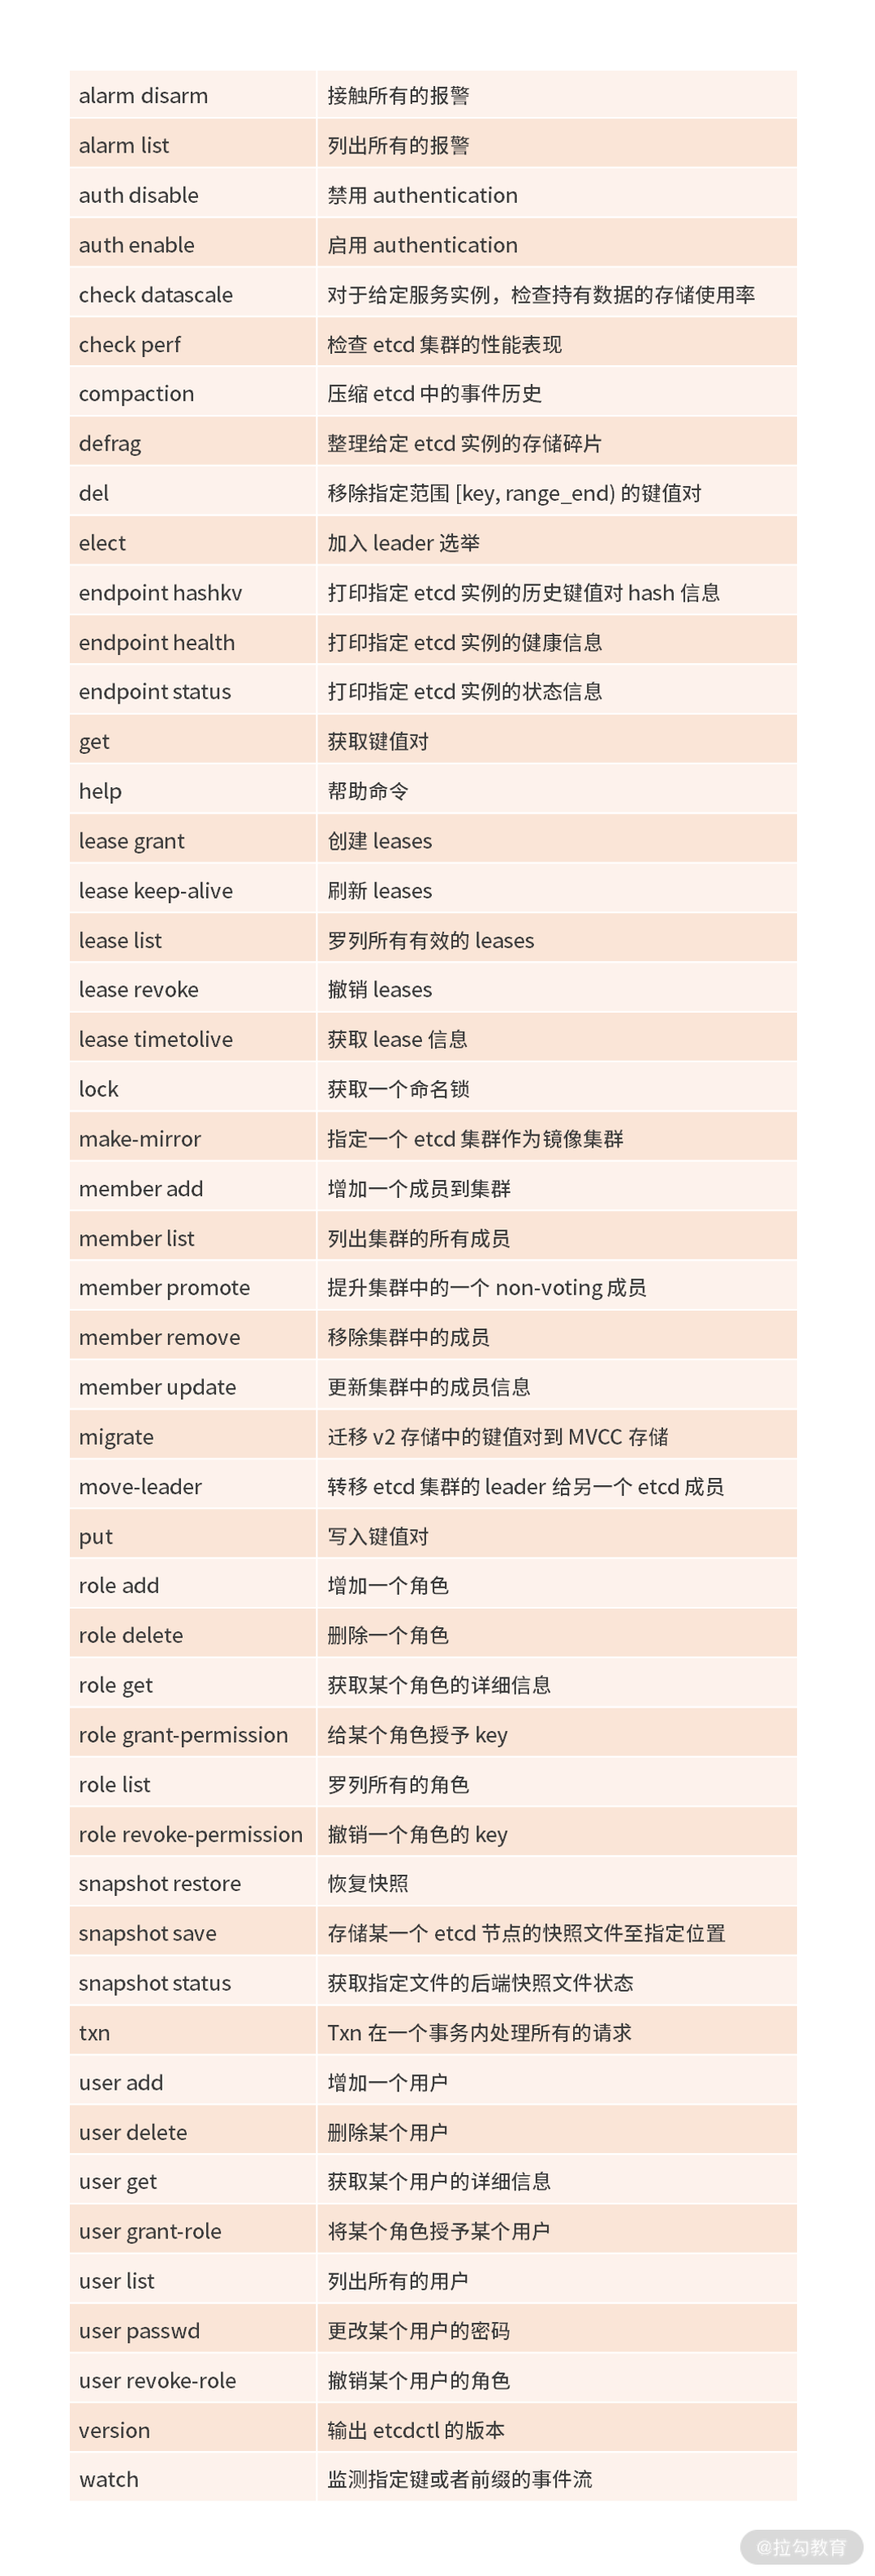 alarm disarm 接触所有的报警
alarm list 列出所有的报警
auth disable 禁用 authentication
auth enable 启用 authentication
check datascale 对于给定服务实例，检查持有数据的存储使用率
check perf 检查 etcd 集群的性能表现
compaction 压缩 etcd 中的事件历史
defrag 整理给定 etcd 实例的存储碎片
del 移除指定范围 [key, range_end) 的键值对
elect 加入 leader 选举
endpoint hashkv 打印指定 etcd 实例的历史键值对 hash 信息
endpoint health 打印指定 etcd 实例的健康信息
endpoint status 打印指定 etcd 实例的状态信息
get 获取键值对
help 帮助命令
lease grant 创建 leases
lease keep-alive 刷新 leases
lease list 罗列所有有效的 leases
lease revoke 撤销 leases
lease timetolive 获取 lease 信息
lock 获取一个命名锁
make-mirror 指定一个 etcd 集群作为镜像集群
member add 增加一个成员到集群
member list 列出集群的所有成员
member promote 提升集群中的一个 non-voting 成员
member remove 移除集群中的成员
member update 更新集群中的成员信息
migrate 迁移 v2 存储中的键值对到 MVCC 存储
move-leader 转移 etcd 集群的 leader 给另一个 etcd 成员
put 写入键值对
role add 增加一个角色
role delete 删除一个角色
role get 获取某个角色的详细信息
role grant-permission 给某个角色授予 key
role list 罗列所有的角色
role revoke-permission 撤销一个角色的 key
snapshot restore 恢复快照
snapshot save 存储某一个 etcd 节点的快照文件至指定位置
snapshot status 获取指定文件的后端快照文件状态
txn Txn 在一个事务内处理所有的请求
user add 增加一个用户
user delete 删除某个用户
user get 获取某个用户的详细信息
user grant-role 将某个角色授予某个用户
user list 列出所有的用户
user passwd 更改某个用户的密码
user revoke-role 撤销某个用户的角色
version 输出 etcdctl 的版本
watch 监测指定键或者前缀的事件流
@拉勾教育